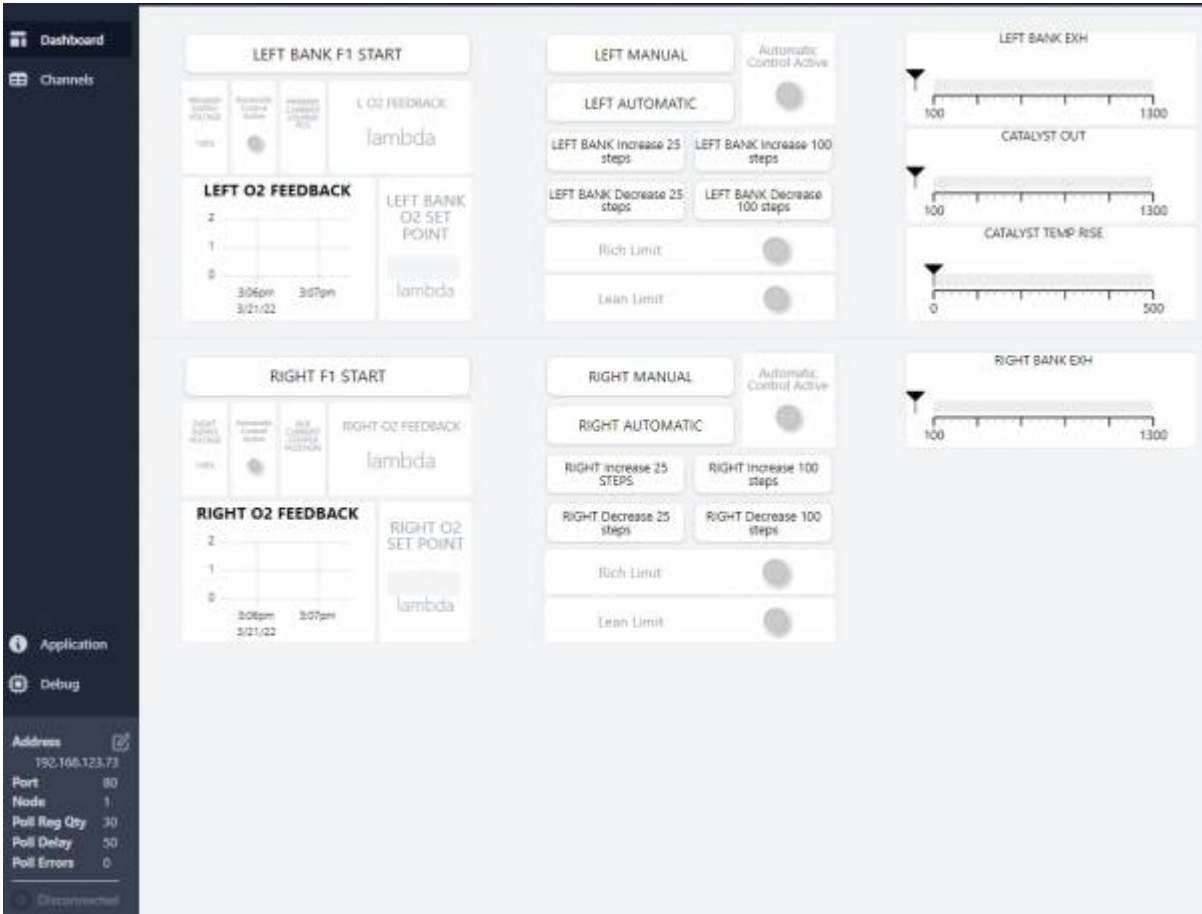 Dashboard
Channels
LEFT BANK F1 START
L O2 FEEDBACK
lambda
LEFT O2 FEEDBACK
2
1
0
3:06pm 3:07pm
3/21/22
LEFT BANK
O2 SET
POINT
lambda
LEFT MANUAL
LEFT AUTOMATIC
Automatic
Control Active
LEFT BANK Increase 25
steps
LEFT BANK Increase 100
steps
LEFT BANK Decrease 25
steps
LEFT BANK Decrease
100 steps
Rich Limit
Lean Limit
LEFT BANK EXH
100 1300
CATALYST OUT
100 1300
CATALYST TEMP RISE
0 500
RIGHT F1 START
RIGHT O2 FEEDBACK
lambda
RIGHT O2 FEEDBACK
2
1
0
3:06pm 3:07pm
3/21/22
RIGHT O2
SET POINT
lambda
RIGHT MANUAL
RIGHT AUTOMATIC
Automatic
Control Active
RIGHT Increase 25
STEPS
RIGHT Increase 100
steps
RIGHT Decrease 25
steps
RIGHT Decrease 100
steps
Rich Limit
Lean Limit
RIGHT BANK EXH
100 1300
Application
Debug
Address
192.168.123.73
Port 80
Node 1
Poll Reg Qty 30
Poll Delay 50
Poll Errors 0
Disconnected